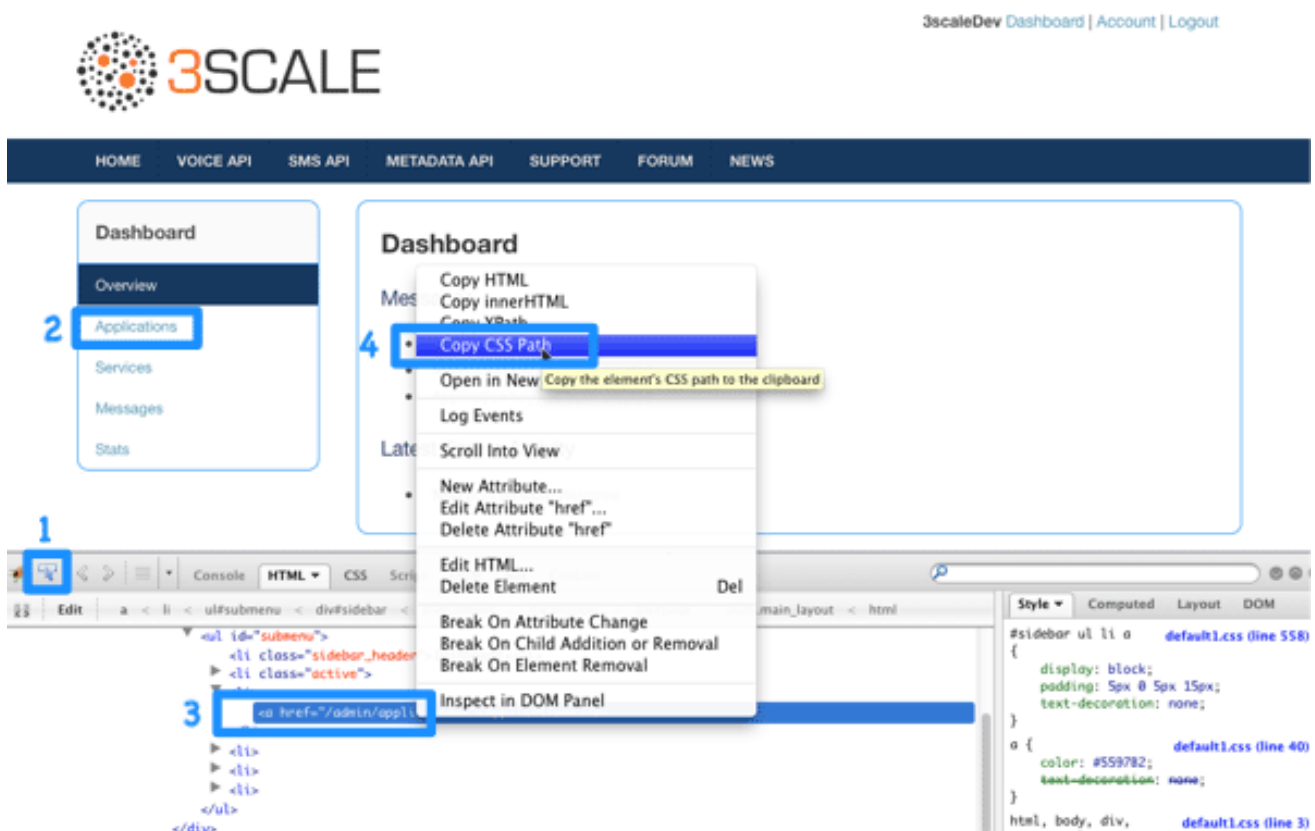 3scaleDev Dashboard | Account | Logout
3SCALE
HOME VOICE API SMS API METADATA API SUPPORT FORUM NEWS
Dashboard
Overview
2
Applications
Services
Messages
Stats
Dashboard
Mes
Late
Copy HTML
Copy innerHTML
Copy XPath
4
Copy CSS Path
Open in New
Copy the element's CSS path to the clipboard
Log Events
Scroll Into View
New Attribute...
Edit Attribute "href"...
Delete Attribute "href"
Edit HTML...
Delete Element Del
Break On Attribute Change
Break On Child Addition or Removal
Break On Element Removal
Inspect in DOM Panel
1
Console HTML CSS Scri
Edit a < li < ul#submenu < div#sidebar < .main_layout < html
<ul id="submenu">
<li class="sidebar_header
<li class="active">
3
<a href="/admin/appli
<li>
<li>
<li>
</ul>
</div>
Style Computed Layout DOM
#sidebar ul li a default1.css (line 558)
{
display: block;
padding: 5px 0 5px 15px;
text-decoration: none;
}
a { default1.css (line 40)
color: #559782;
text-decoration: none;
}
html, body, div, default1.css (line 3)